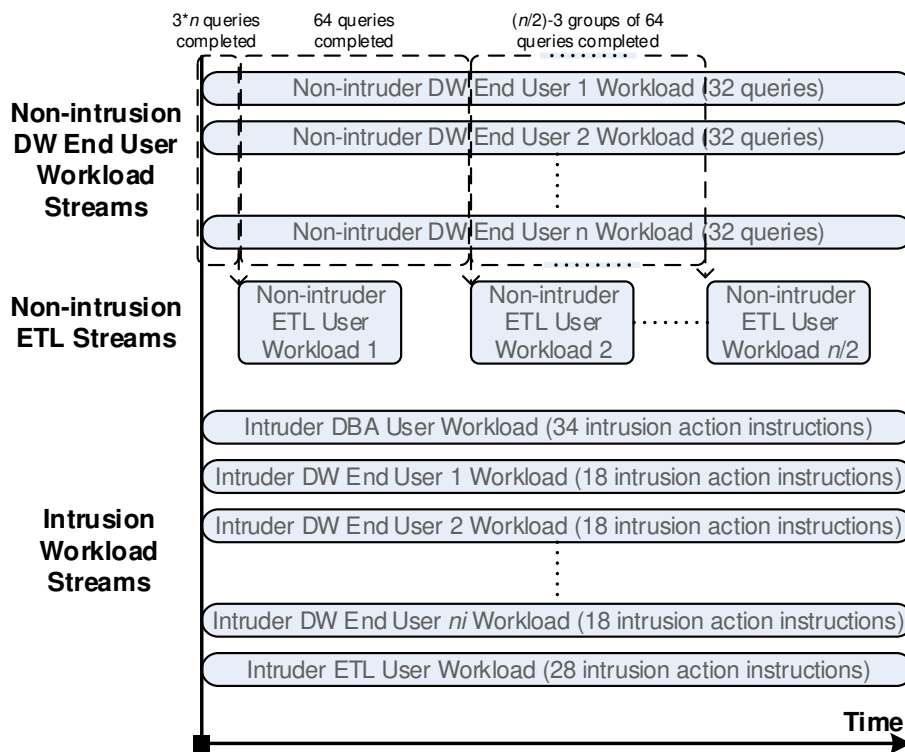 3*n queries
completed
64 queries
completed
(n/2)-3 groups of 64
queries completed
Non-intrusion
DW End User
Workload
Streams
Non-intruder DW End User 1 Workload (32 queries)
Non-intruder DW End User 2 Workload (32 queries)
Non-intruder DW End User n Workload (32 queries)
Non-intrusion
ETL Streams
Non-intruder
ETL User
Workload 1
Non-intruder
ETL User
Workload 2
Non-intruder
ETL User
Workload n/2
Intrusion
Workload
Streams
Intruder DBA User Workload (34 intrusion action instructions)
Intruder DW End User 1 Workload (18 intrusion action instructions)
Intruder DW End User 2 Workload (18 intrusion action instructions)
Intruder DW End User ni Workload (18 intrusion action instructions)
Intruder ETL User Workload (28 intrusion action instructions)
Time